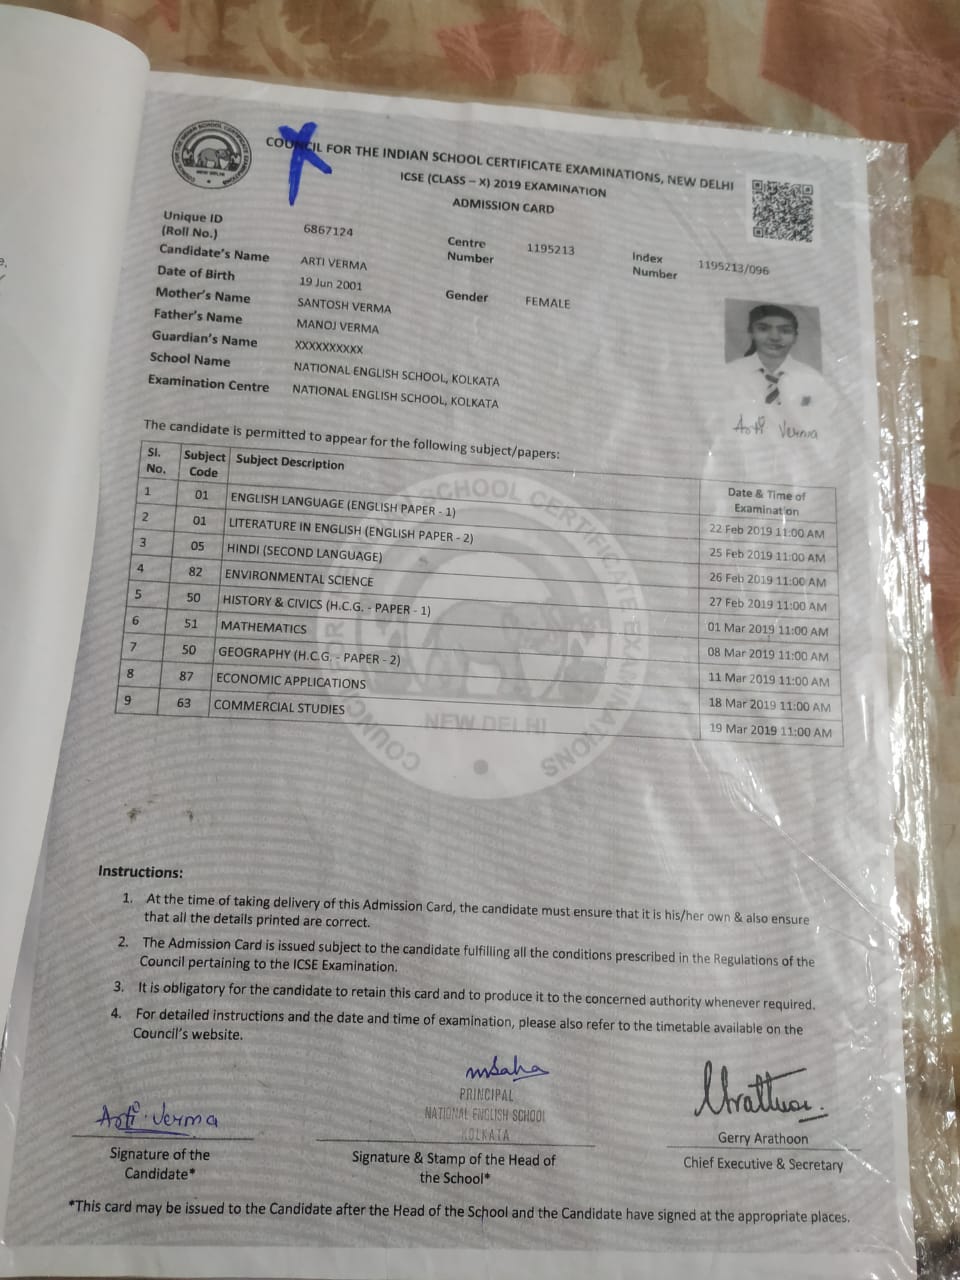 COUNCIL FOR THE INDIAN SCHOOL CERTIFICATE EXAMINATIONS, NEW DELHI
ICSE (CLASS – X) 2019 EXAMINATION
ADMISSION CARD
Unique ID (Roll No.) 6867124 Centre Number 1195213 Index Number 1195213/096
Candidate's Name ARTI VERMA
Date of Birth 19 Jun 2001 Gender FEMALE
Mother's Name SANTOSH VERMA
Father's Name MANOJ VERMA
Guardian's Name XXXXXXXXXX
School Name NATIONAL ENGLISH SCHOOL, KOLKATA
Examination Centre NATIONAL ENGLISH SCHOOL, KOLKATA
Arti Verma
The candidate is permitted to appear for the following subject/papers:
Sl. No. Subject Code Subject Description Date & Time of Examination
1 01 ENGLISH LANGUAGE (ENGLISH PAPER - 1) 22 Feb 2019 11:00 AM
2 01 LITERATURE IN ENGLISH (ENGLISH PAPER - 2) 25 Feb 2019 11:00 AM
3 05 HINDI (SECOND LANGUAGE) 26 Feb 2019 11:00 AM
4 82 ENVIRONMENTAL SCIENCE 27 Feb 2019 11:00 AM
5 50 HISTORY & CIVICS (H.C.G. - PAPER - 1) 01 Mar 2019 11:00 AM
6 51 MATHEMATICS 08 Mar 2019 11:00 AM
7 50 GEOGRAPHY (H.C.G. - PAPER - 2) 11 Mar 2019 11:00 AM
8 87 ECONOMIC APPLICATIONS 18 Mar 2019 11:00 AM
9 63 COMMERCIAL STUDIES 19 Mar 2019 11:00 AM
NEW DELHI
Instructions:
1. At the time of taking delivery of this Admission Card, the candidate must ensure that it is his/her own & also ensure
that all the details printed are correct.
2. The Admission Card is issued subject to the candidate fulfilling all the conditions prescribed in the Regulations of the
Council pertaining to the ICSE Examination.
3. It is obligatory for the candidate to retain this card and to produce it to the concerned authority whenever required.
4. For detailed instructions and the date and time of examination, please also refer to the timetable available on the
Council's website.
Arti Verma
Signature of the
Candidate*
mSaha
PRINCIPAL
NATIONAL ENGLISH SCHOOL
KOLKATA
Signature & Stamp of the Head of
the School*
Gerry Arathoon
Chief Executive & Secretary
*This card may be issued to the Candidate after the Head of the School and the Candidate have signed at the appropriate places.